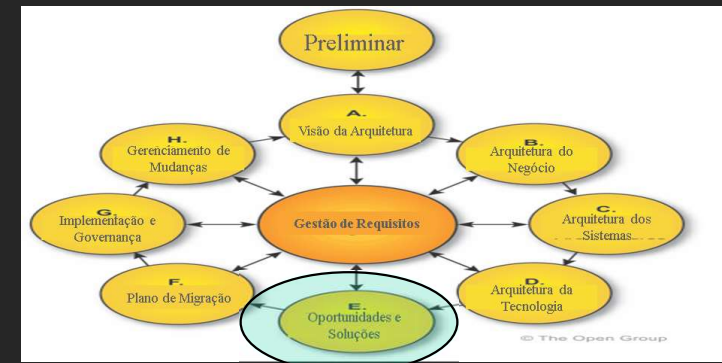 Preliminar
A.
Visão da Arquitetura
H.
Gerenciamento de
Mudanças
B.
Arquitetura do
Negócio
G.
Implementação e
Governança
Gestão de Requisitos
C.
Arquitetura dos
Sistemas
F.
Plano de Migração
E.
Oportunidades e
Soluções
D.
Arquitetura da
Tecnologia
© The Open Group